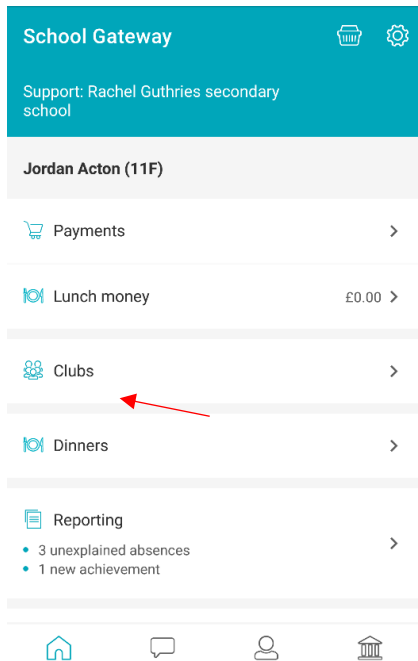 School Gateway
Support: Rachel Guthries secondary
school
Jordan Acton (11F)
Payments
Lunch money £0.00
Clubs
Dinners
Reporting
3 unexplained absences
1 new achievement